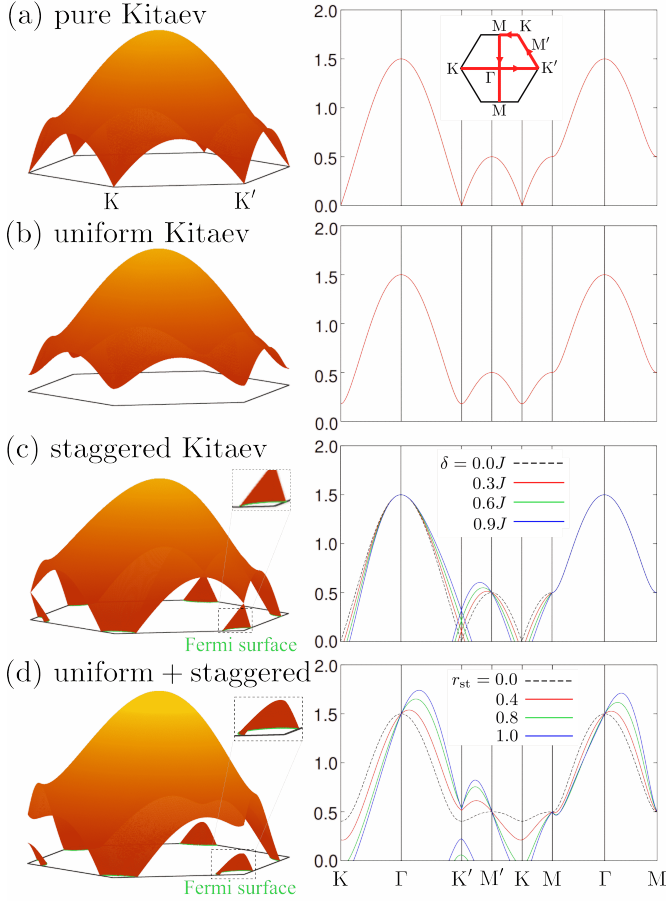 (a) pure Kitaev
K
K′
2.0
1.5
1.0
0.5
0.0
M
K
M′
K
Γ
K′
M
(b) uniform Kitaev
2.0
1.5
1.0
0.5
0.0
(c) staggered Kitaev
Fermi surface
2.0
1.5
1.0
0.5
0.0
δ = 0.0J
0.3J
0.6J
0.9J
(d) uniform + staggered
Fermi surface
2.0
1.5
1.0
0.5
0.0
r_st = 0.0
0.4
0.8
1.0
K Γ K′ M′ K M Γ M